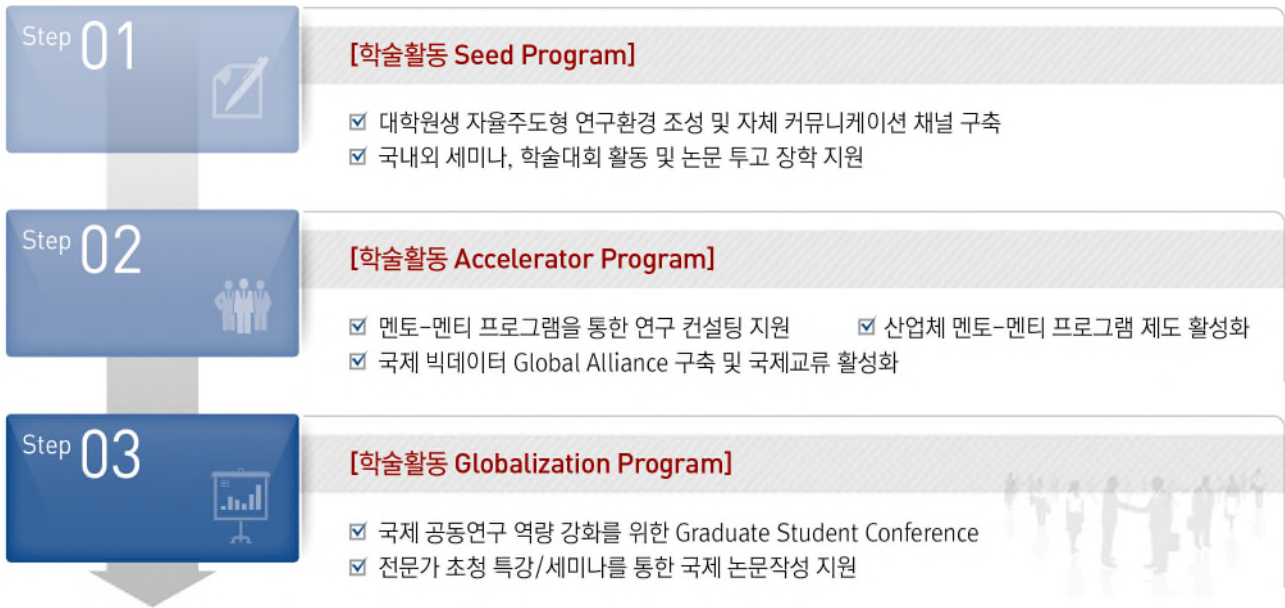 Step 01
[학술활동 Seed Program]
대학원생 자율주도형 연구환경 조성 및 자체 커뮤니케이션 채널 구축
국내외 세미나, 학술대회 활동 및 논문 투고 장학 지원
Step 02
[학술활동 Accelerator Program]
멘토-멘티 프로그램을 통한 연구 컨설팅 지원 산업체 멘토-멘티 프로그램 제도 활성화
국제 빅데이터 Global Alliance 구축 및 국제교류 활성화
Step 03
[학술활동 Globalization Program]
국제 공동연구 역량 강화를 위한 Graduate Student Conference
전문가 초청 특강/세미나를 통한 국제 논문작성 지원